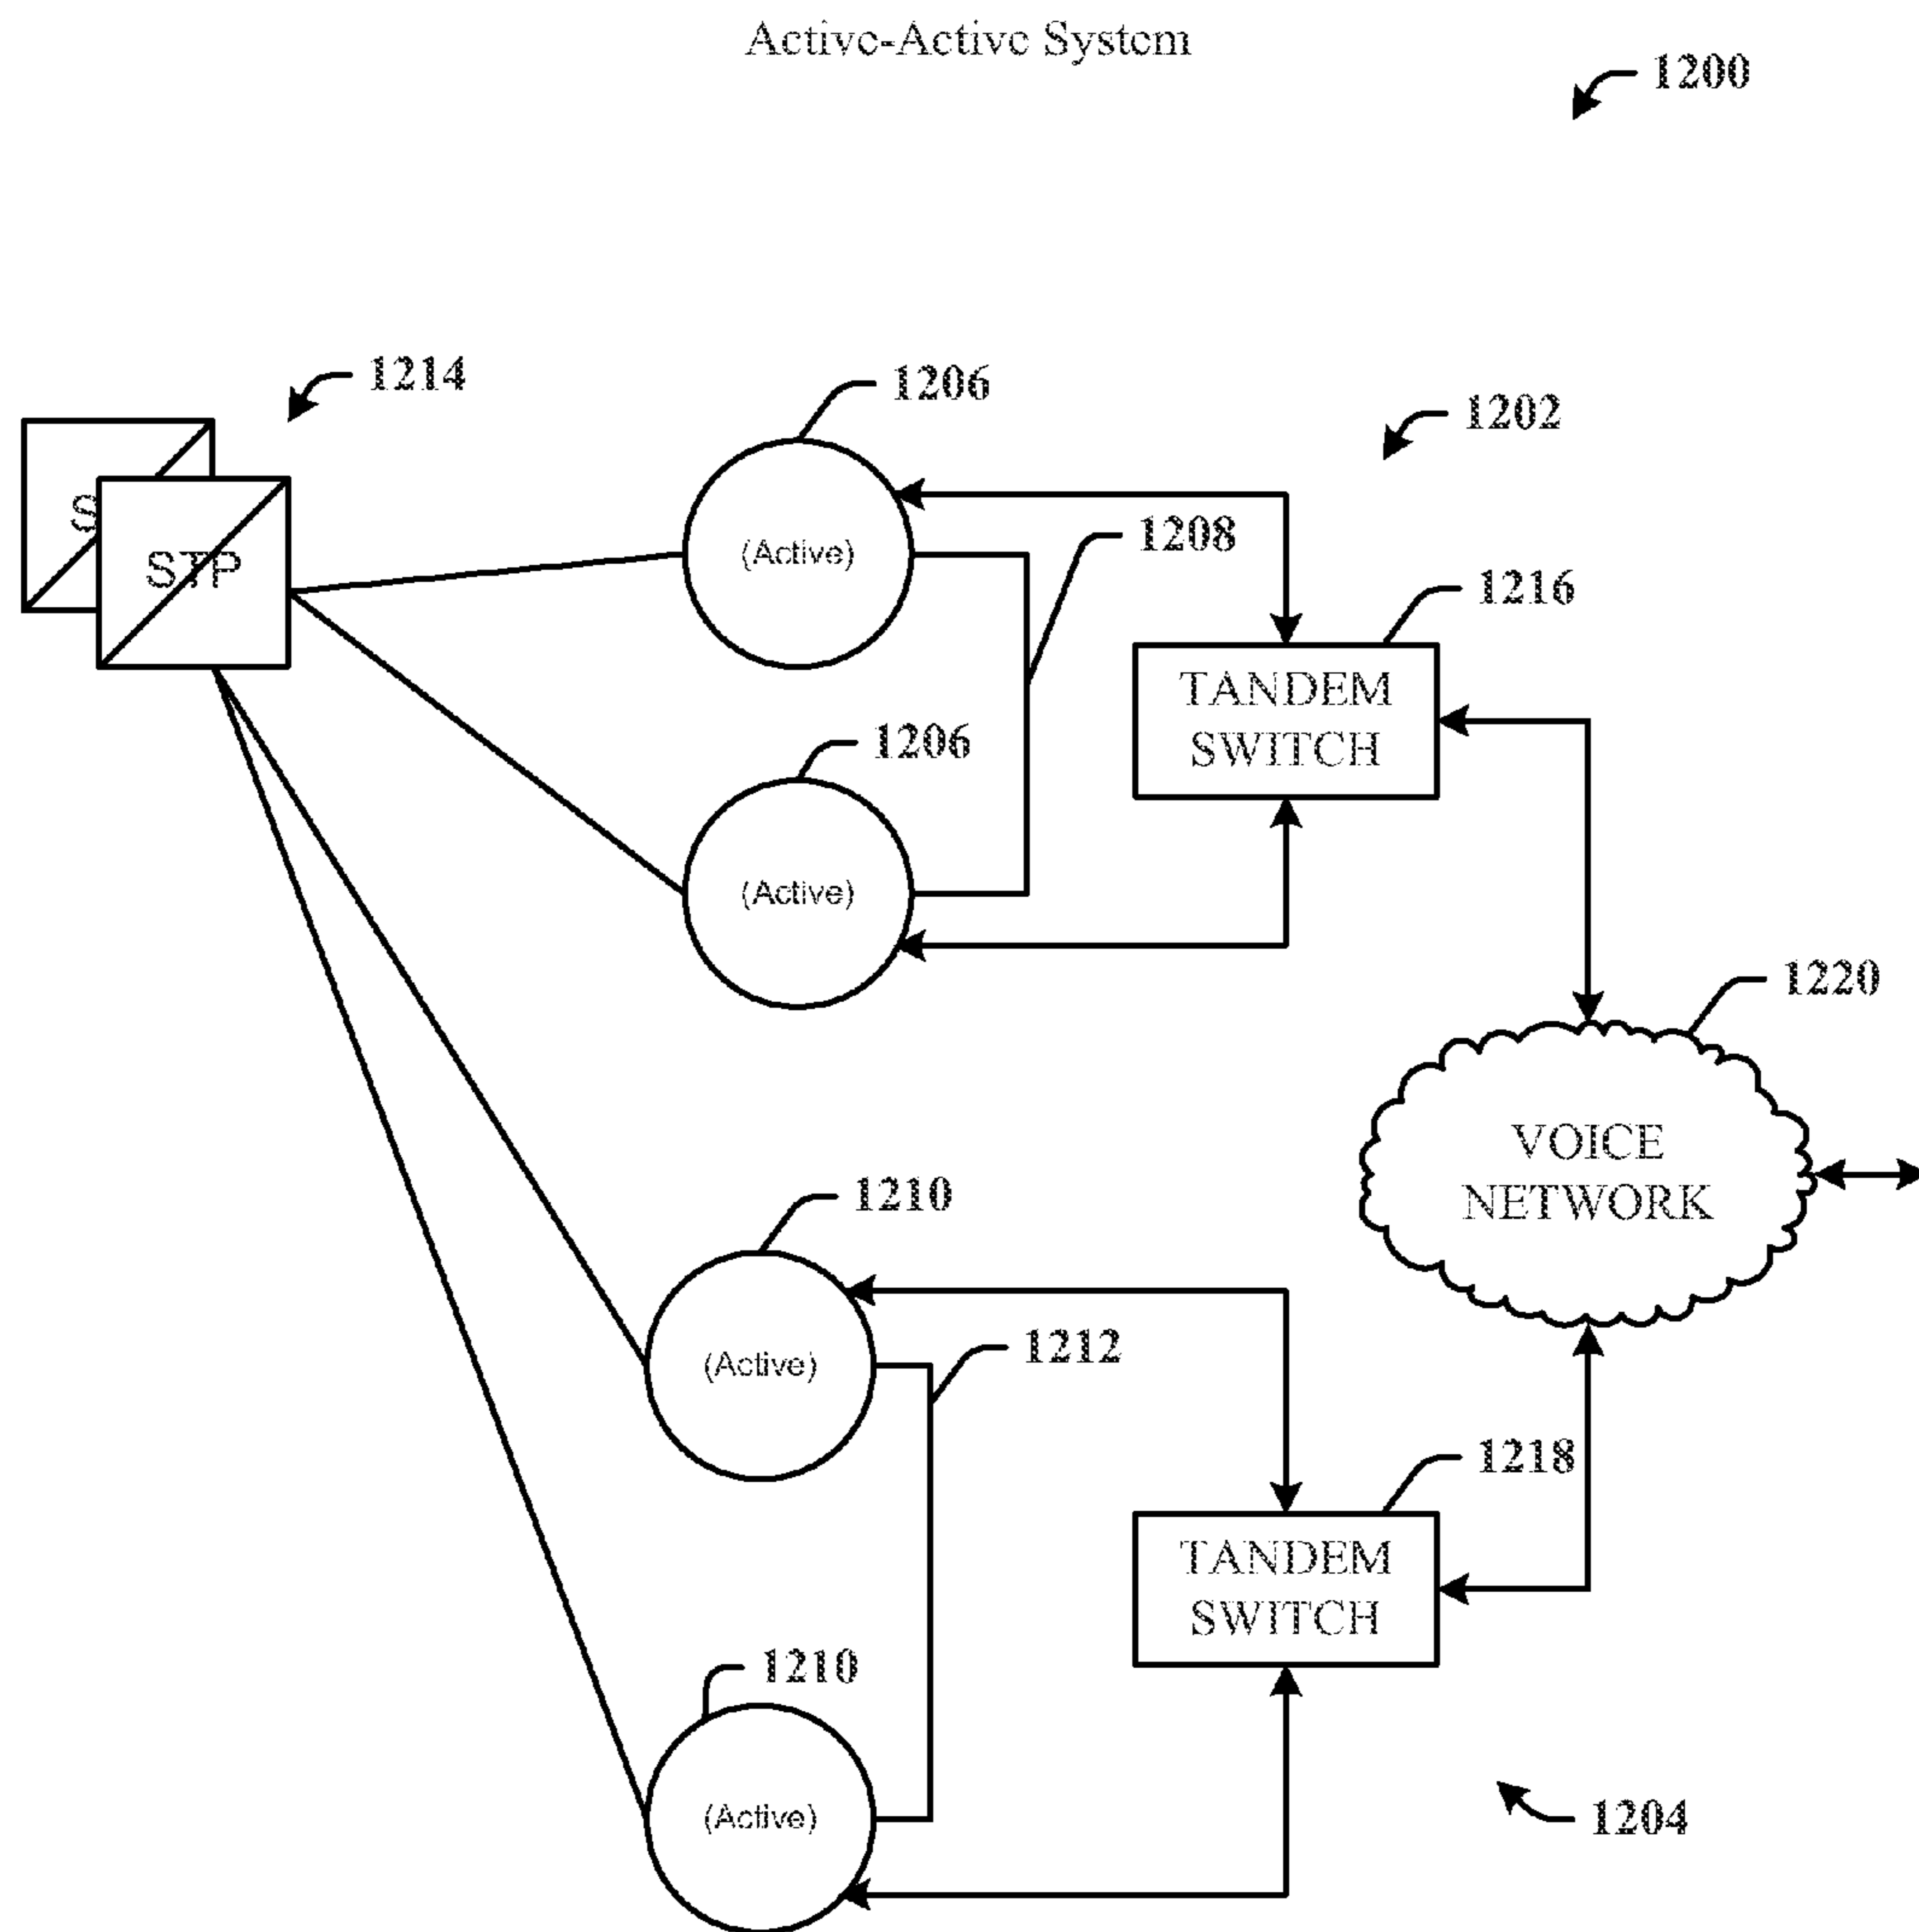 Active-Active System
1200
1214
1206
1202
1208
S
STP
(Active)
1216
TANDEM
SWITCH
1206
(Active)
1220
VOICE
NETWORK
1210
1212
(Active)
1218
TANDEM
SWITCH
1210
(Active)
1204